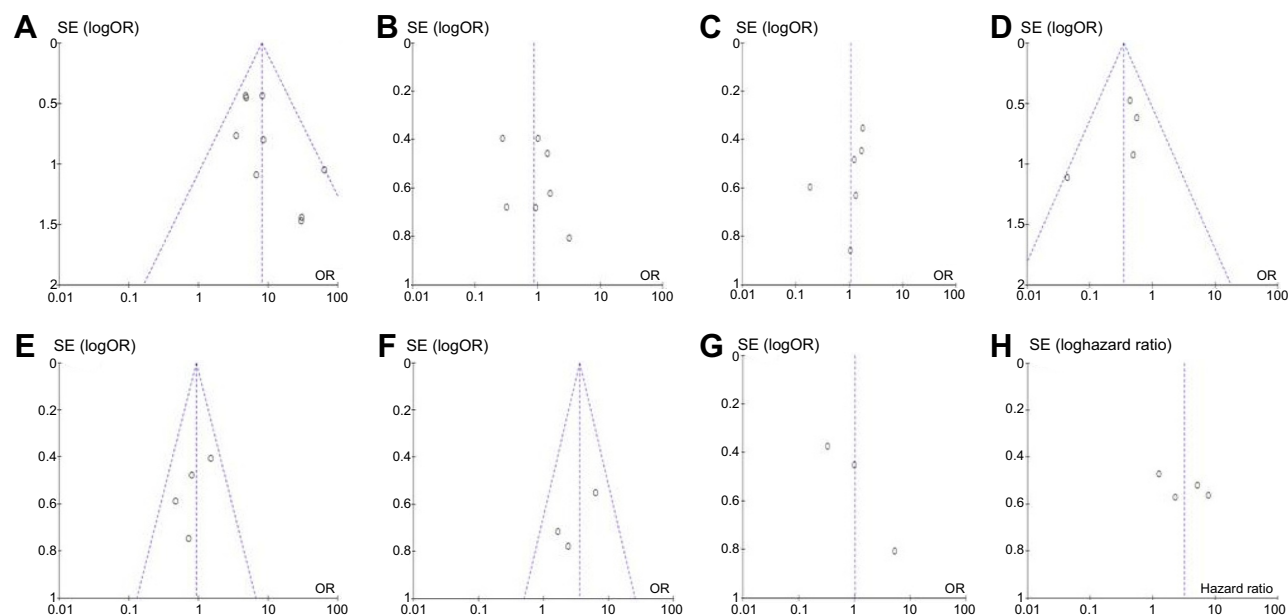 A SE (logOR)
0
0.5
1
1.5
2
OR
0.01 0.1 1 10 100
B SE (logOR)
0
0.2
0.4
0.6
0.8
1
OR
0.01 0.1 1 10 100
C SE (logOR)
0
0.2
0.4
0.6
0.8
1
OR
0.01 0.1 1 10 100
D SE (logOR)
0
0.5
1
1.5
2
OR
0.01 0.1 1 10 100
E SE (logOR)
0
0.2
0.4
0.6
0.8
1
OR
0.01 0.1 1 10 100
F SE (logOR)
0
0.2
0.4
0.6
0.8
1
OR
0.01 0.1 1 10 100
G SE (logOR)
0
0.2
0.4
0.6
0.8
1
OR
0.01 0.1 1 10 100
H SE (loghazard ratio)
0
0.2
0.4
0.6
0.8
1
Hazard ratio
0.01 0.1 1 10 100